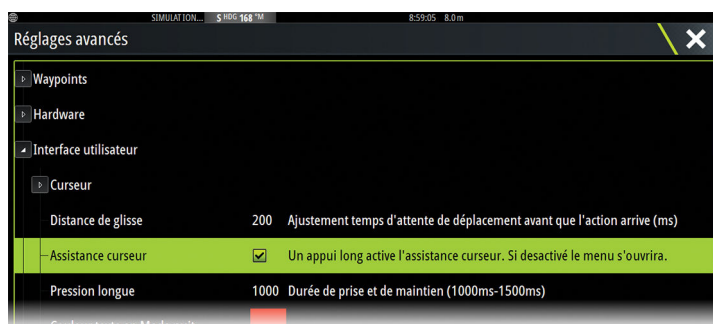 SIMULATION... S HDG 168 °M 8:59:05 8.0 m
Réglages avancés
Waypoints
Hardware
Interface utilisateur
Curseur
Distance de glisse 200 Ajustement temps d'attente de déplacement avant que l'action arrive (ms)
Assistance curseur Un appui long active l'assistance curseur. Si desactivé le menu s'ouvrira.
Pression longue 1000 Durée de prise et de maintien (1000ms-1500ms)